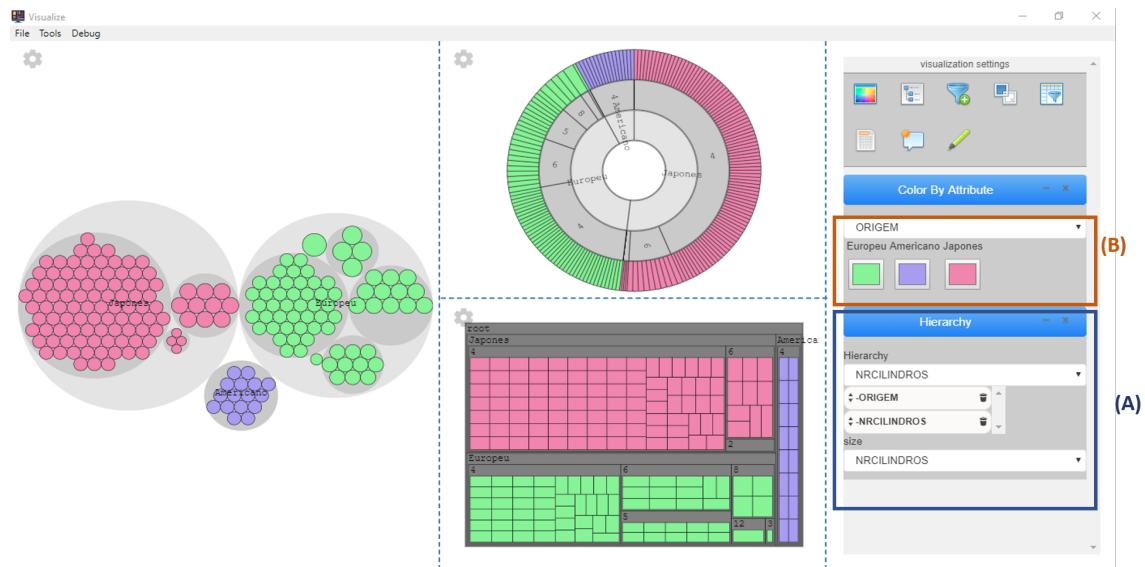 Visualize
File Tools Debug
Japones
Europeu
Americano
4
Americano
8
5
6
Europeu
4
6
Japones
4
root
Japones
America
4
6
4
2
Europeu
4
6
8
5
12
3
visualization settings
Color By Attribute
ORIGEM
Europeu Americano Japones
(B)
Hierarchy
Hierarchy
NRCILINDROS
-ORIGEM
-NRCILINDROS
size
NRCILINDROS
(A)